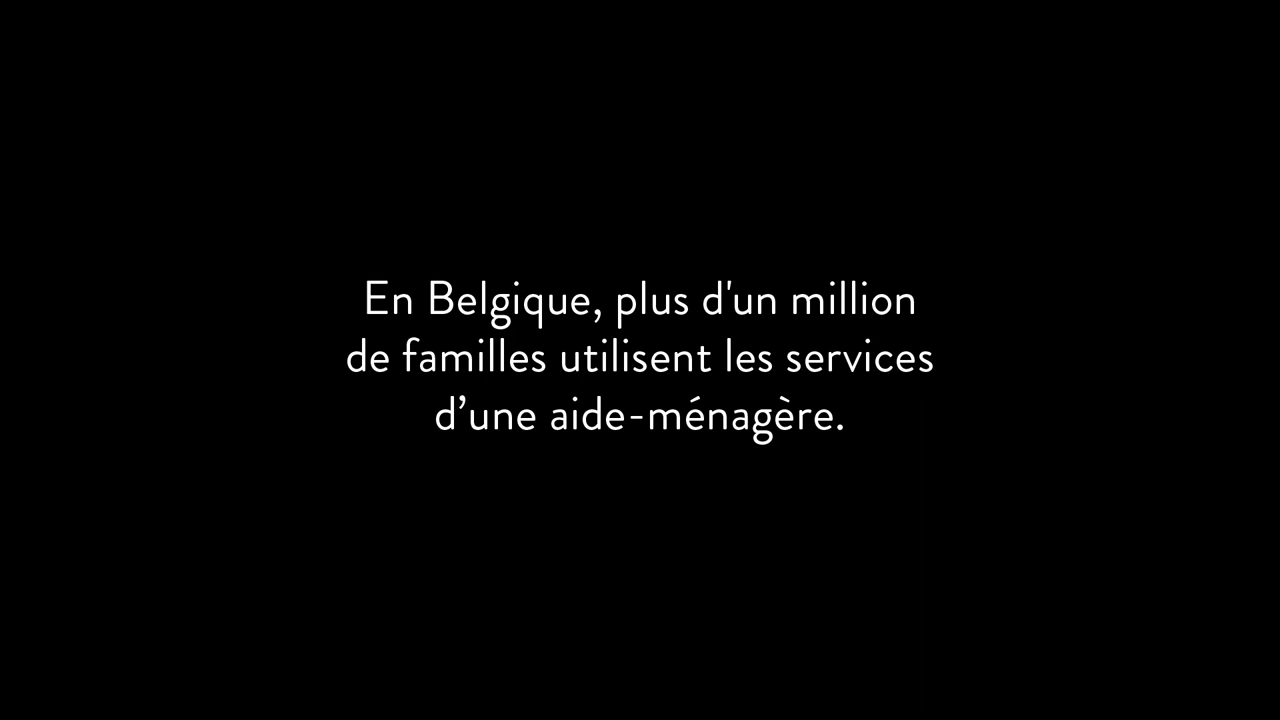 En Belgique, plus d'un million
de familles utilisent les services
d’une aide-ménagère.